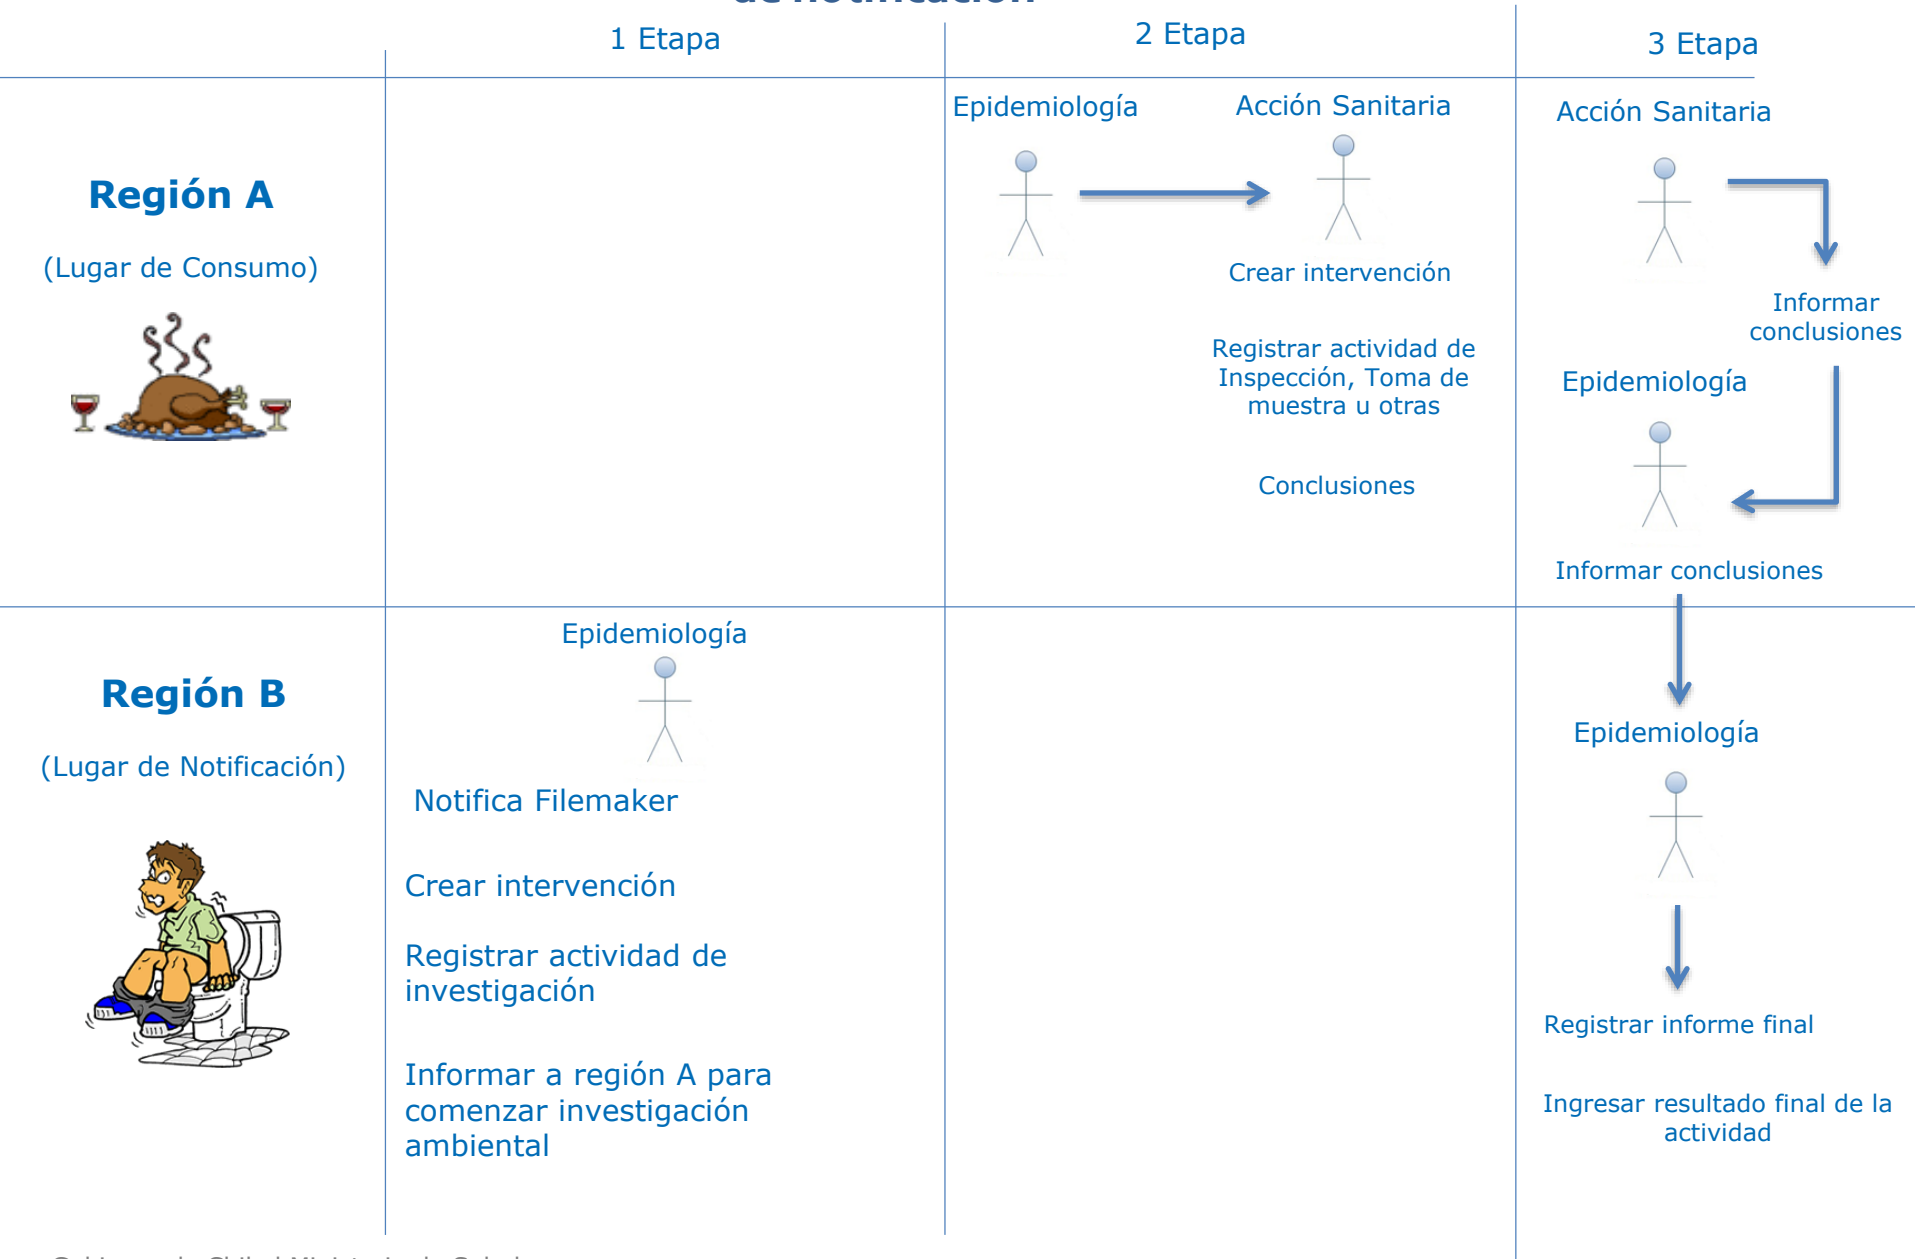 de notificación
1 Etapa
2 Etapa
3 Etapa
Región A
(Lugar de Consumo)
Epidemiología
Acción Sanitaria
Crear intervención
Registrar actividad de
Inspección, Toma de
muestra u otras
Conclusiones
Acción Sanitaria
Informar
conclusiones
Epidemiología
Informar conclusiones
Región B
(Lugar de Notificación)
Epidemiología
Notifica Filemaker
Crear intervención
Registrar actividad de
investigación
Informar a región A para
comenzar investigación
ambiental
Epidemiología
Registrar informe final
Ingresar resultado final de la
actividad